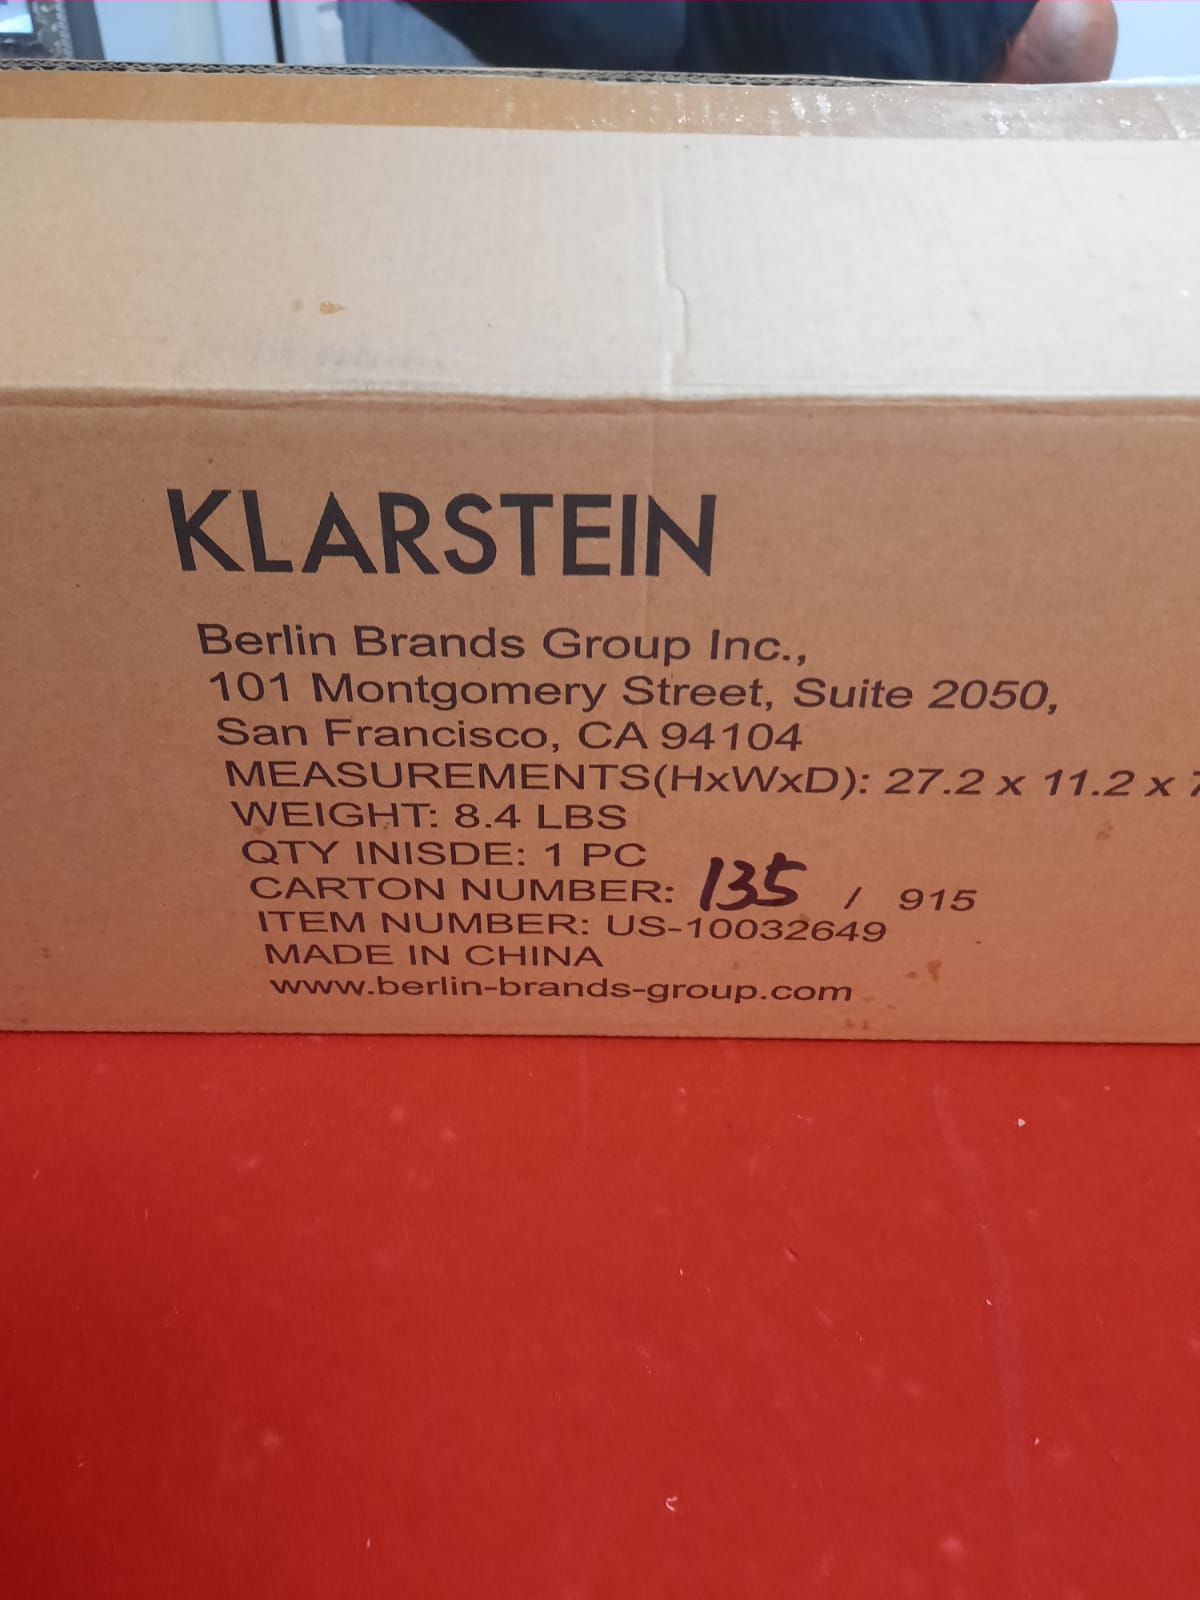 KLARSTEIN
Berlin Brands Group Inc.,
101 Montgomery Street, Suite 2050,
San Francisco, CA 94104
MEASUREMENTS(HxWxD): 27.2 x 11.2 x
WEIGHT: 8.4 LBS
QTY INISDE: 1 PC
CARTON NUMBER: 135 / 915
ITEM NUMBER: US-10032649
MADE IN CHINA
www.berlin-brands-group.com